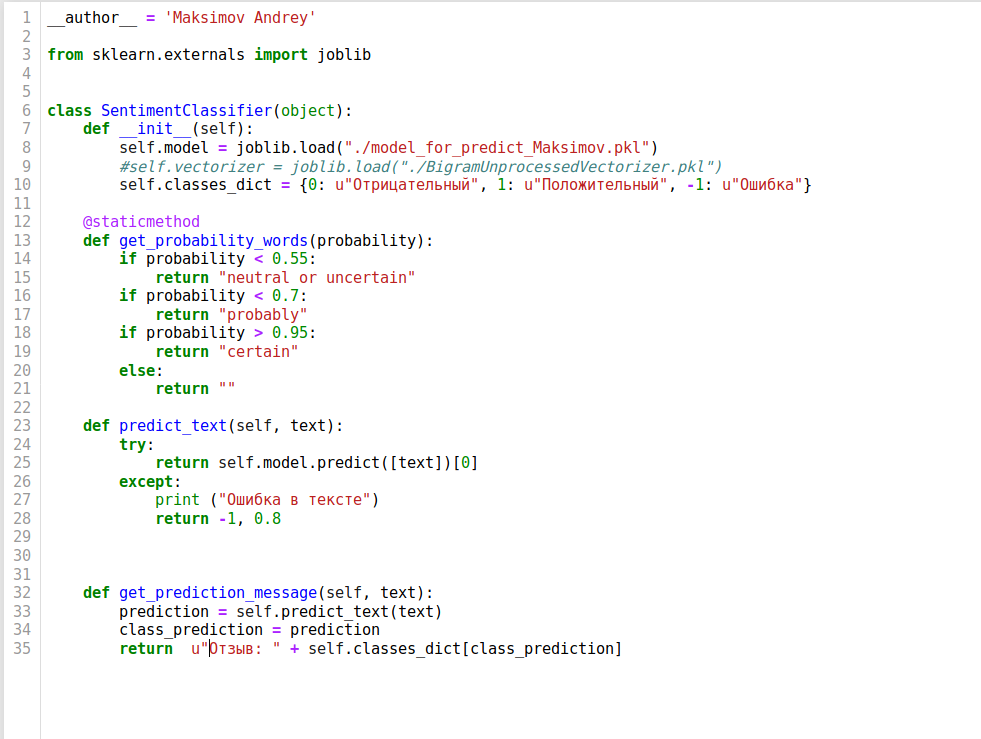 1 __author__ = 'Maksimov Andrey'
2
3 from sklearn.externals import joblib
4
5
6 class SentimentClassifier(object):
7     def __init__(self):
8         self.model = joblib.load("./model_for_predict_Maksimov.pkl")
9         #self.vectorizer = joblib.load("./BigramUnprocessedVectorizer.pkl")
10         self.classes_dict = {0: u"Отрицательный", 1: u"Положительный", -1: u"Ошибка"}
11
12     @staticmethod
13     def get_probability_words(probability):
14         if probability < 0.55:
15             return "neutral or uncertain"
16         if probability < 0.7:
17             return "probably"
18         if probability > 0.95:
19             return "certain"
20         else:
21             return ""
22
23     def predict_text(self, text):
24         try:
25             return self.model.predict([text])[0]
26         except:
27             print ("Ошибка в тексте")
28             return -1, 0.8
29
30
31
32     def get_prediction_message(self, text):
33         prediction = self.predict_text(text)
34         class_prediction = prediction
35         return  u"Отзыв: " + self.classes_dict[class_prediction]